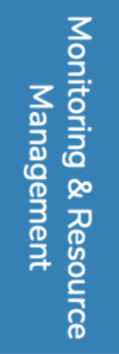 Monitoring & Resource
Management